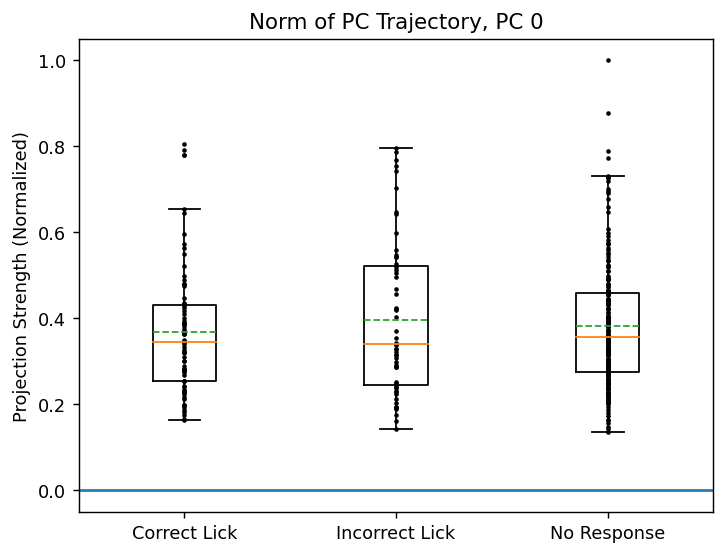 Norm of PC Trajectory, PC 0
Projection Strength (Normalized)
1.0
0.8
0.6
0.4
0.2
0.0
Correct Lick
Incorrect Lick
No Response